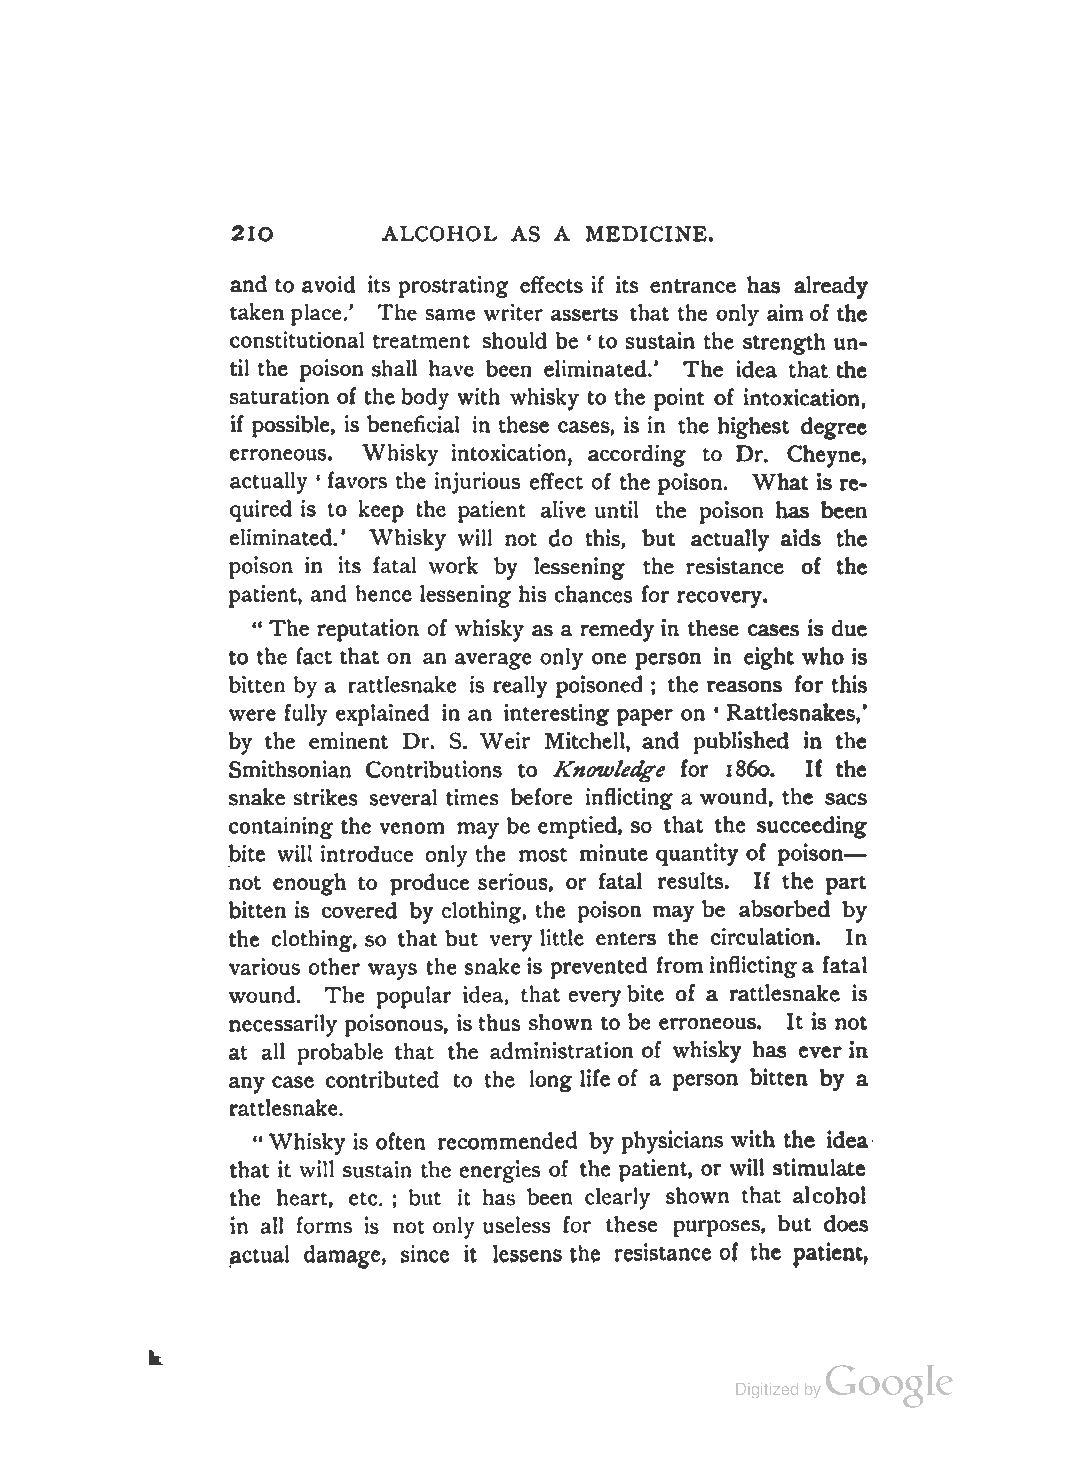 210 ALCOHOL AS A MEDICINE.
and to avoid its prostrating effects if its entrance has already
taken place.' The same writer asserts that the only aim of the
constitutional treatment should be ' to sustain the strength un-
til the poison shall have been eliminated.' The idea that the
saturation of the body with whisky to the point of intoxication,
if possible, is beneficial in these cases, is in the highest degree
erroneous. Whisky intoxication, according to Dr. Cheyne,
actually ' favors the injurious effect of the poison. What is re-
quired is to keep the patient alive until the poison has been
eliminated.' Whisky will not do this, but actually aids the
poison in its fatal work by lessening the resistance of the
patient, and hence lessening his chances for recovery.
" The reputation of whisky as a remedy in these cases is due
to the fact that on an average only one person in eight who is
bitten by a rattlesnake is really poisoned ; the reasons for this
were fully explained in an interesting paper on ' Rattlesnakes,'
by the eminent Dr. S. Weir Mitchell, and published in the
Smithsonian Contributions to Knowledge for 1860. If the
snake strikes several times before inflicting a wound, the sacs
containing the venom may be emptied, so that the succeeding
bite will introduce only the most minute quantity of poison—
not enough to produce serious, or fatal results. If the part
bitten is covered by clothing, the poison may be absorbed by
the clothing, so that but very little enters the circulation. In
various other ways the snake is prevented from inflicting a fatal
wound. The popular idea, that every bite of a rattlesnake is
necessarily poisonous, is thus shown to be erroneous. It is not
at all probable that the administration of whisky has ever in
any case contributed to the long life of a person bitten by a
rattlesnake.
" Whisky is often recommended by physicians with the idea
that it will sustain the energies of the patient, or will stimulate
the heart, etc. ; but it has been clearly shown that alcohol
in all forms is not only useless for these purposes, but does
actual damage, since it lessens the resistance of the patient,
Digitized by Google